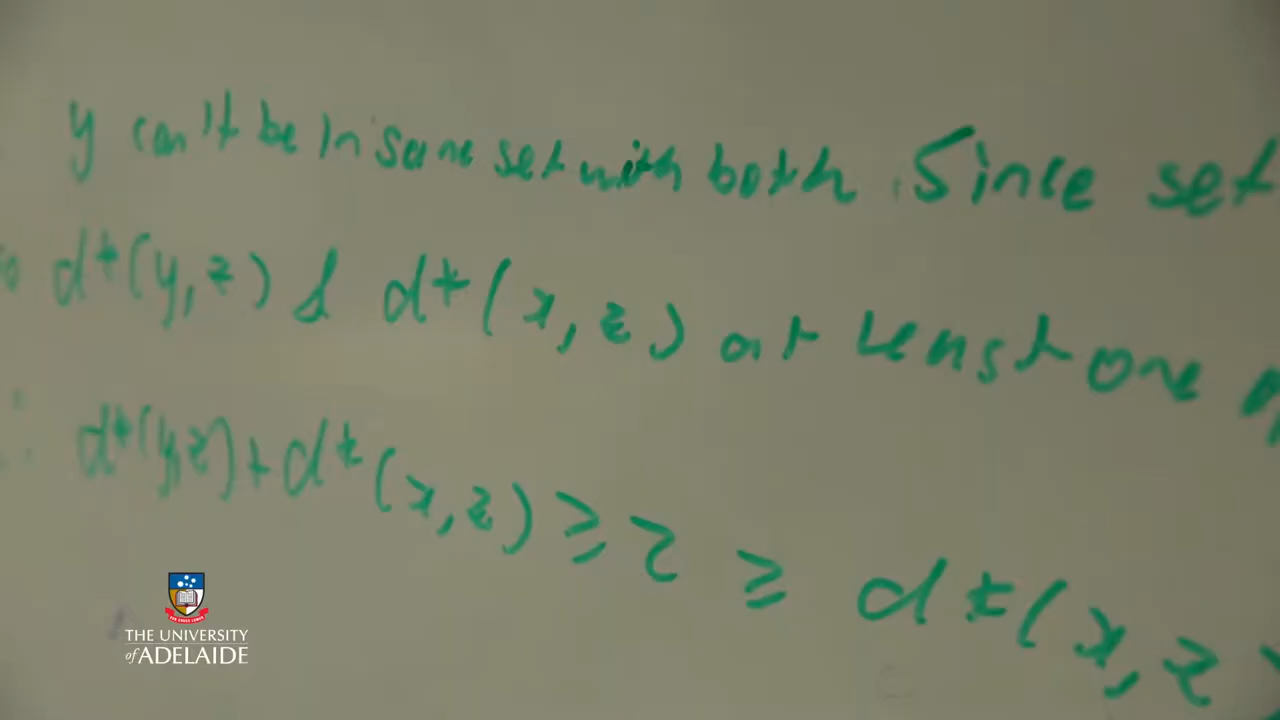 y can't be in same set with both since set
d*(y,z) & d*(x,z) at least one
d*(y,z)+d*(x,z) ≥ 2 ≥ d*(x,z)
THE UNIVERSITY
of ADELAIDE